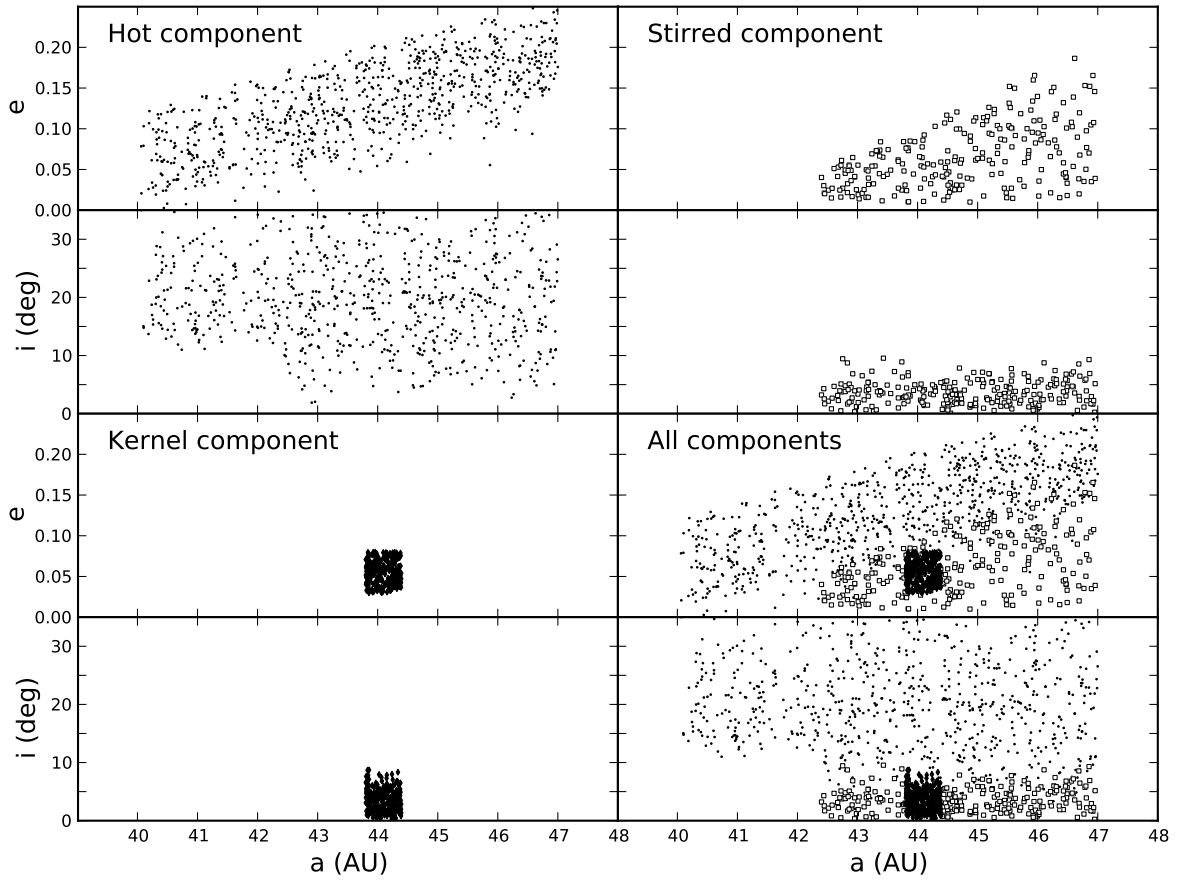 Hot component
Stirred component
0.20
0.15
0.10
0.05
0.00
e
30
20
10
0
i (deg)
Kernel component
All components
0.20
0.15
0.10
0.05
0.00
e
30
20
10
0
i (deg)
40 41 42 43 44 45 46 47 48
40 41 42 43 44 45 46 47 48
a (AU)
a (AU)